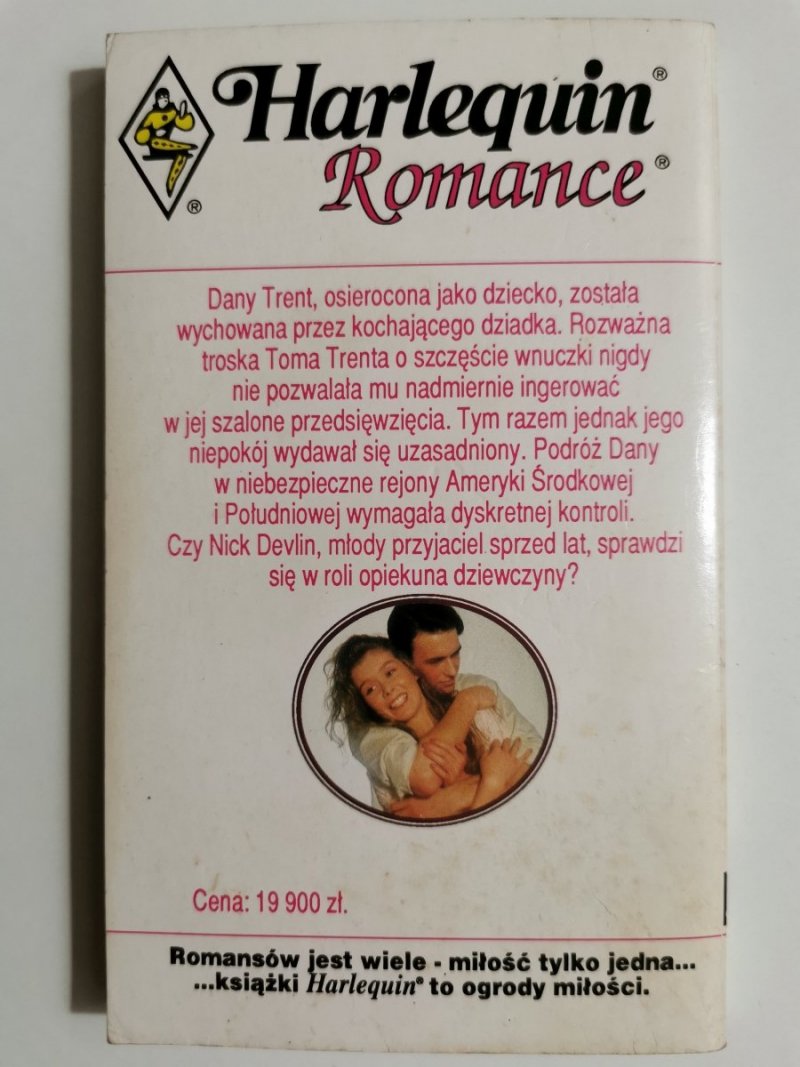 Harlequin®
Romance®
®
Dany Trent, osierocona jako dziecko, została
wychowana przez kochającego dziadka. Rozważna
troska Toma Trenta o szczęście wnuczki nigdy
nie pozwalała mu nadmiernie ingerować
w jej szalone przedsięwzięcia. Tym razem jednak jego
niepokój wydawał się uzasadniony. Podróż Dany
w niebezpieczne rejony Ameryki Środkowej
i Południowej wymagała dyskretnej kontroli.
Czy Nick Devlin, młody przyjaciel sprzed lat, sprawdzi
się w roli opiekuna dziewczyny?
Cena: 19 900 zł.
Romansów jest wiele - miłość tylko jedna...
...książki Harlequin® to ogrody miłości.